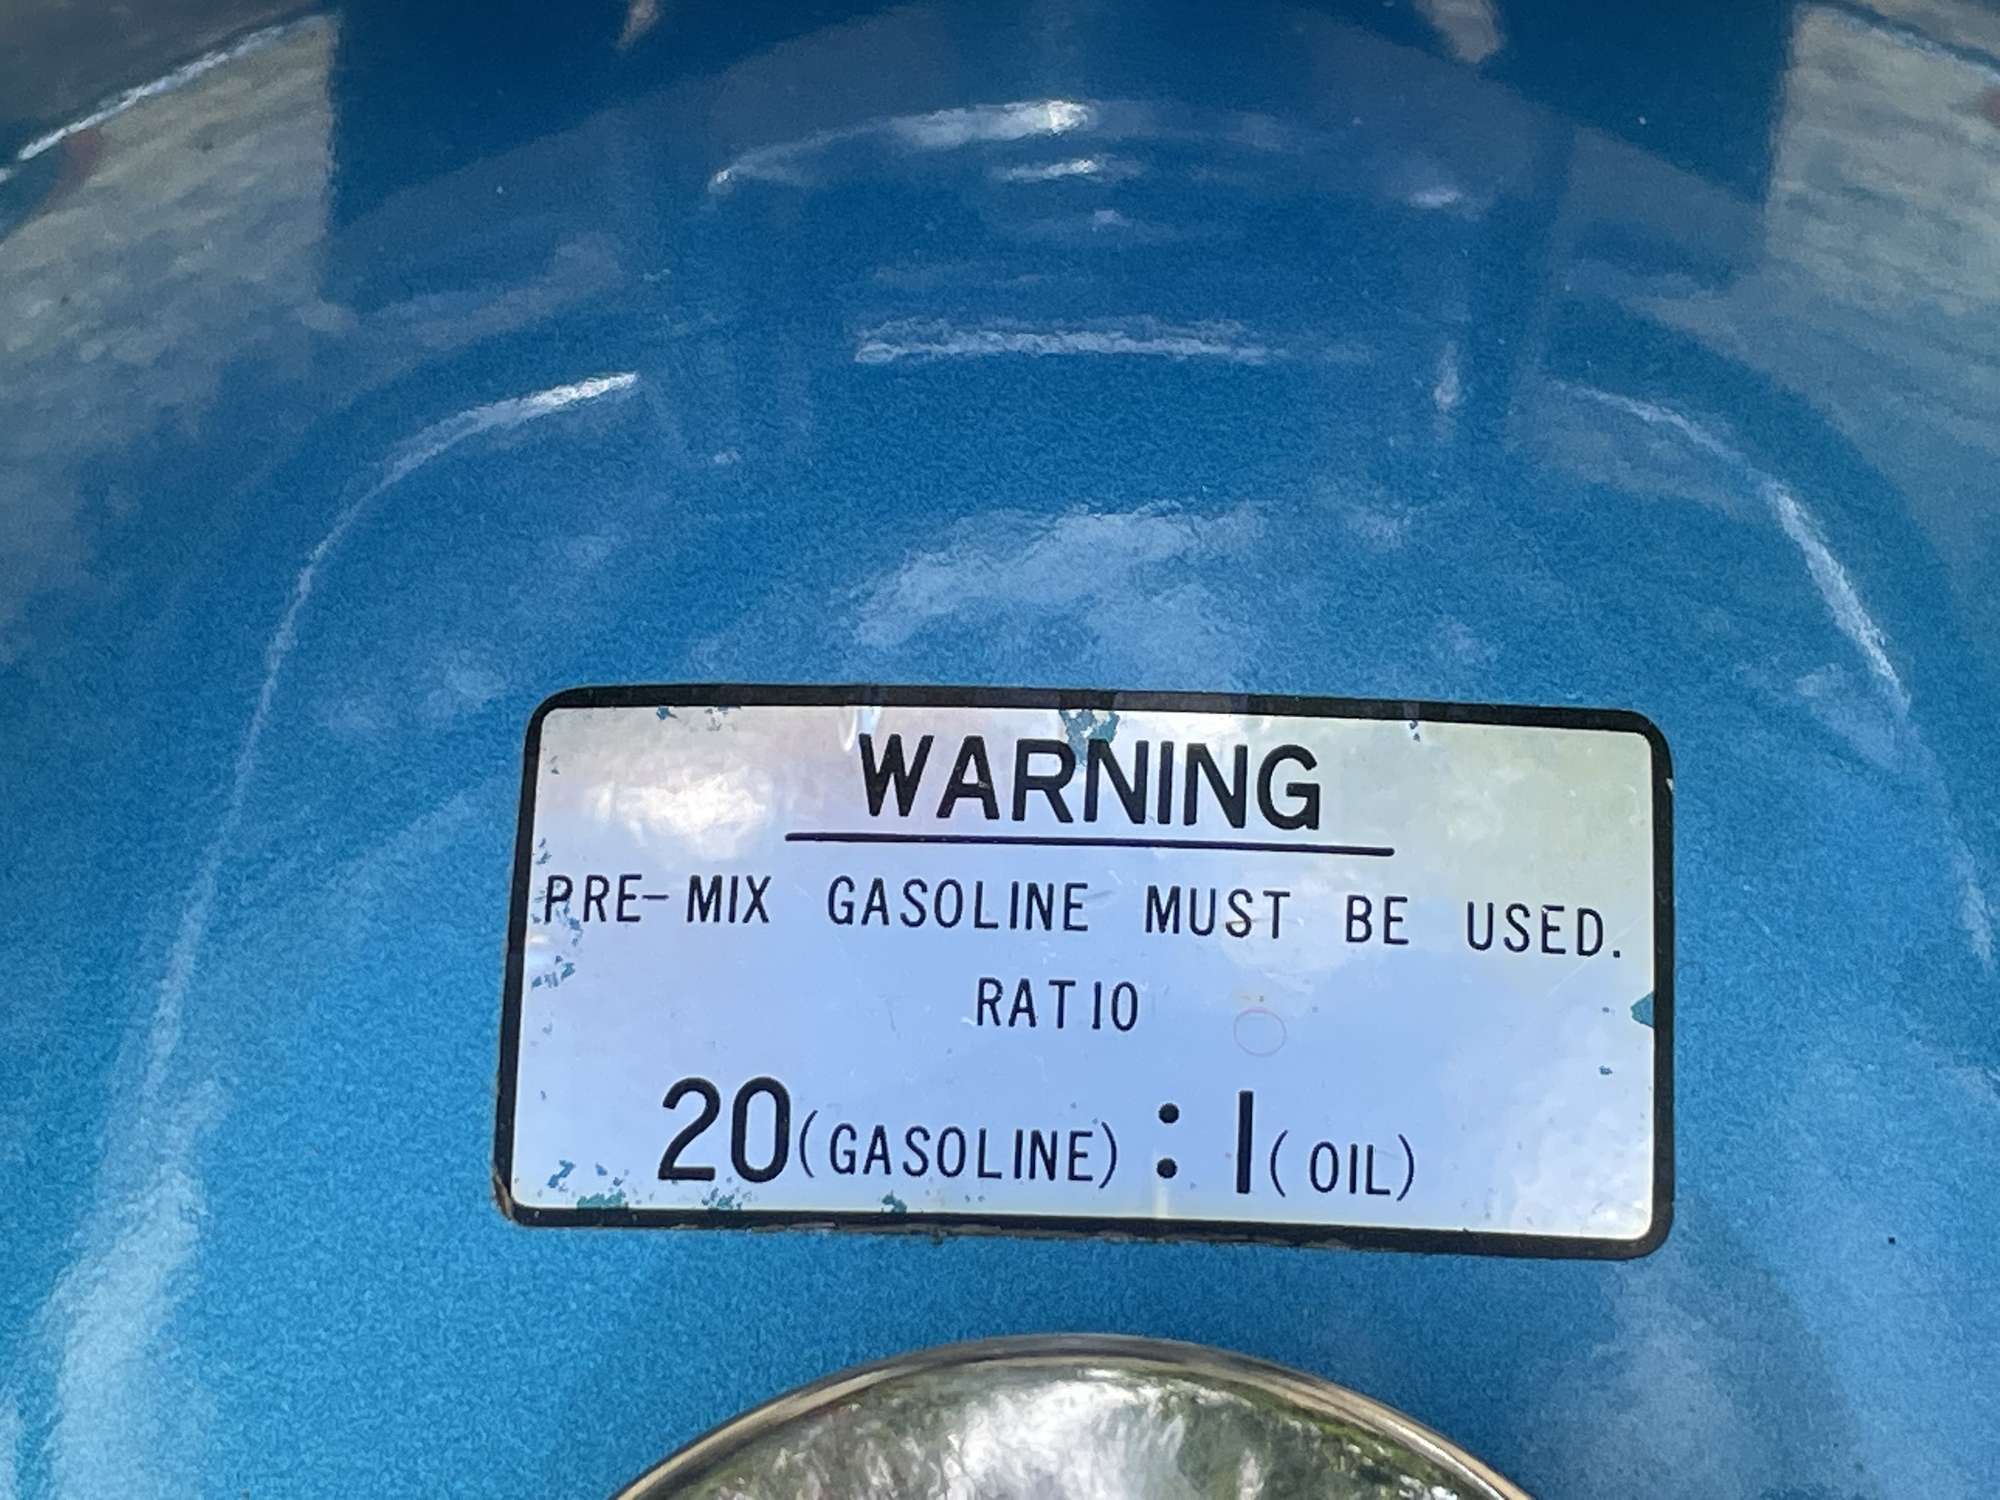 WARNING
PRE-MIX GASOLINE MUST BE USED.
RATIO
20(GASOLINE) : 1(OIL)